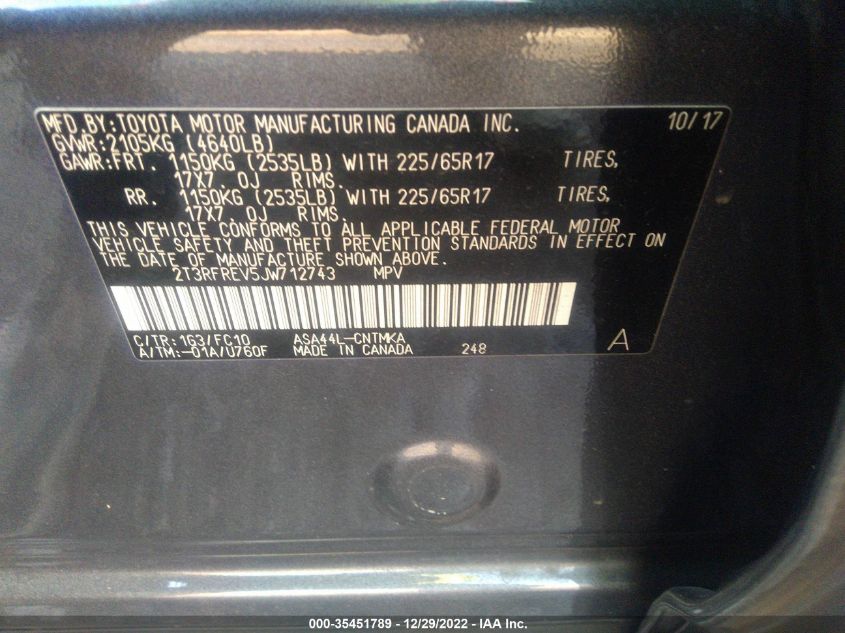 MFD.BY:TOYOTA MOTOR MANUFACTURING CANADA INC. 10/17
GVWR:2105KG (4640LB)
GAWR:FRT. 1150KG (2535LB) WITH 225/65R17 TIRES,
17X7.0J RIMS.
RR. 1150KG (2535LB) WITH 225/65R17 TIRES,
17X7.0J RIMS.
THIS VEHICLE CONFORMS TO ALL APPLICABLE FEDERAL MOTOR
VEHICLE SAFETY AND THEFT PREVENTION STANDARDS IN EFFECT ON
THE DATE OF MANUFACTURE SHOWN ABOVE.
2T3RFREV5JW712743 MPV
C/TR:1G3/FC10 ASA44L-CNTMKA
A/TM:-01A/U760F MADE IN CANADA 248 A
000-35451789 - 12/29/2022 - IAA Inc.